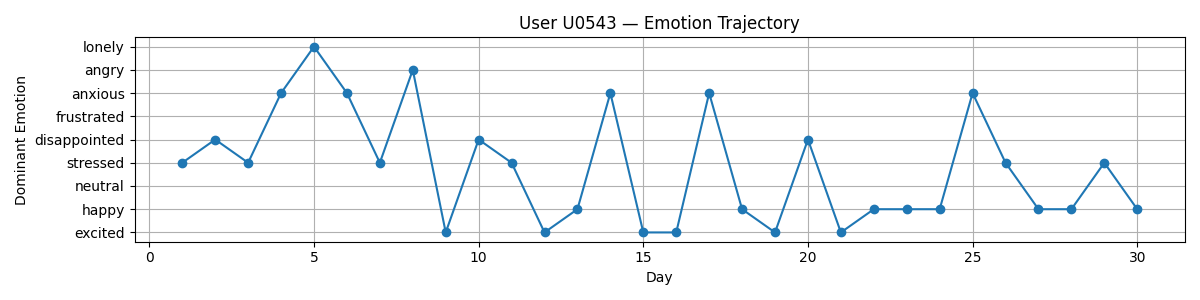 User U0543 — Emotion Trajectory
Dominant Emotion
lonely
angry
anxious
frustrated
disappointed
stressed
neutral
happy
excited
0 5 10 15 20 25 30
Day